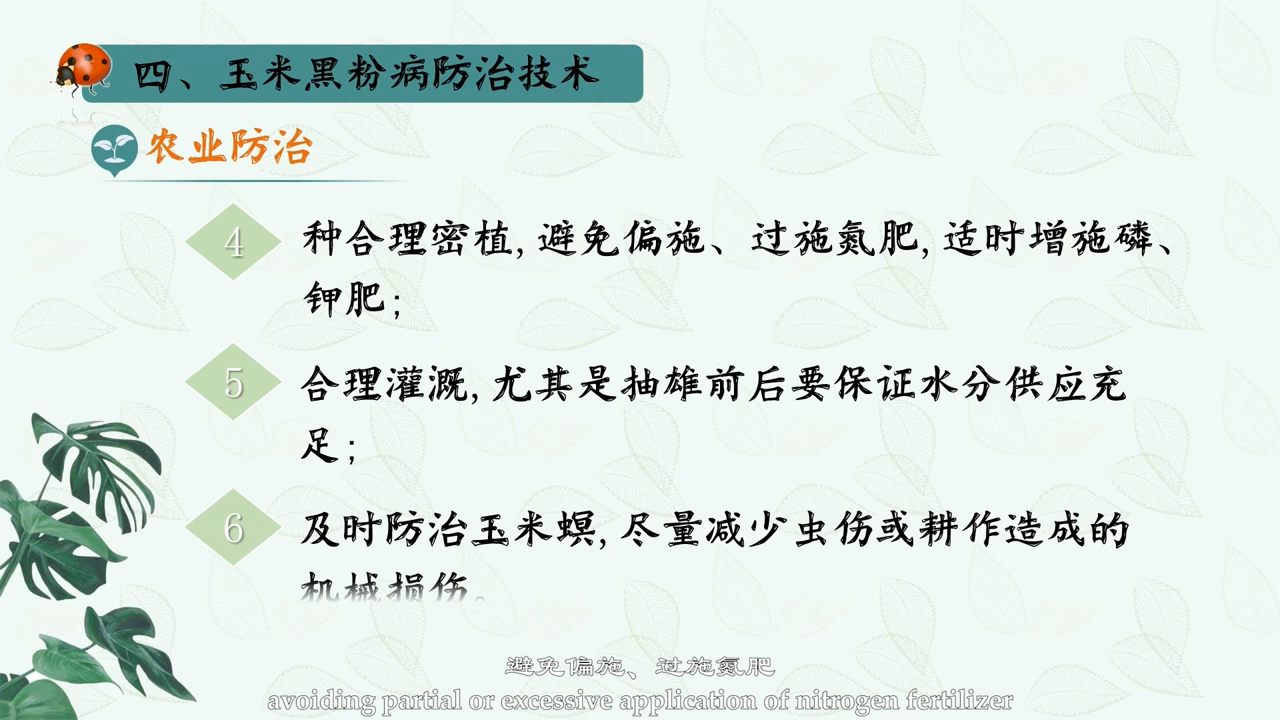 四、玉米黑粉病防治技术
农业防治
4
种合理密植,避免偏施、过施氮肥,适时增施磷、
钾肥;
5
合理灌溉,尤其是抽雄前后要保证水分供应充
足;
6
及时防治玉米螟,尽量减少虫伤或耕作造成的
机械损伤。
避免偏施、过施氮肥
avoiding partial or excessive application of nitrogen fertilizer